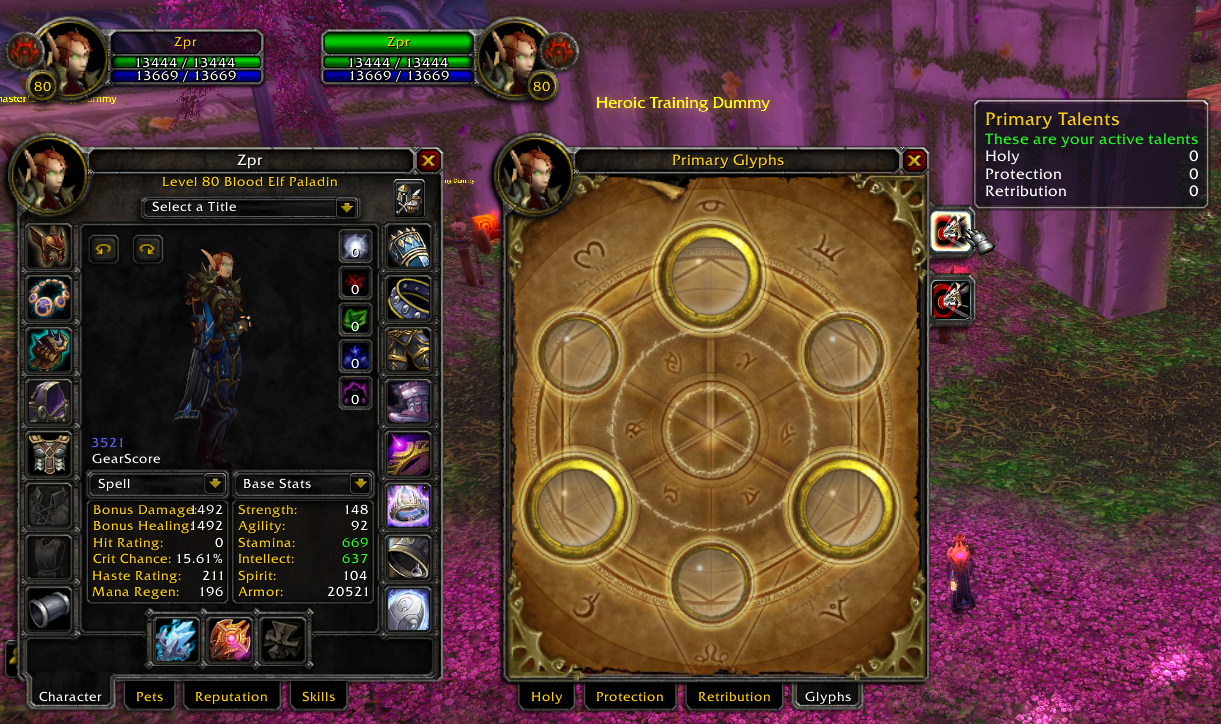 Zpr
13444 / 13444
13669 / 13669
80
Zpr
13444 / 13444
13669 / 13669
80
Dummy
Heroic Training Dummy
Primary Talents
These are your active talents
Holy 0
Protection 0
Retribution 0
Zpr
Level 80 Blood Elf Paladin
Select a Title
0
0
0
0
0
3521
GearScore
Spell
Base Stats
Bonus Damage: 1492
Bonus Healing: 1492
Hit Rating: 0
Crit Chance: 15.61%
Haste Rating: 211
Mana Regen: 196
Strength: 148
Agility: 92
Stamina: 669
Intellect: 637
Spirit: 104
Armor: 20521
Character
Pets
Reputation
Skills
Primary Glyphs
Holy
Protection
Retribution
Glyphs